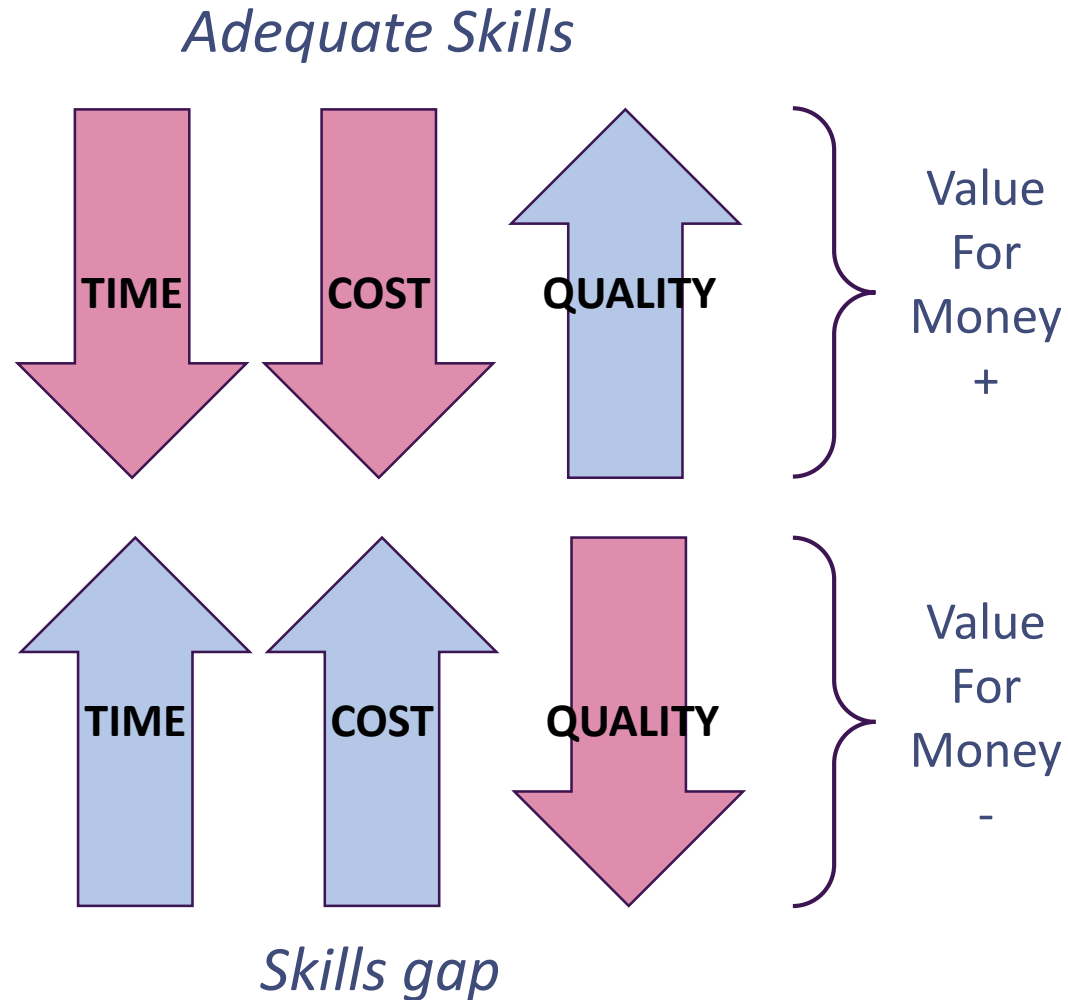 Adequate Skills
TIME
COST
QUALITY
Value
For
Money
+
TIME
COST
QUALITY
Value
For
Money
-
Skills gap